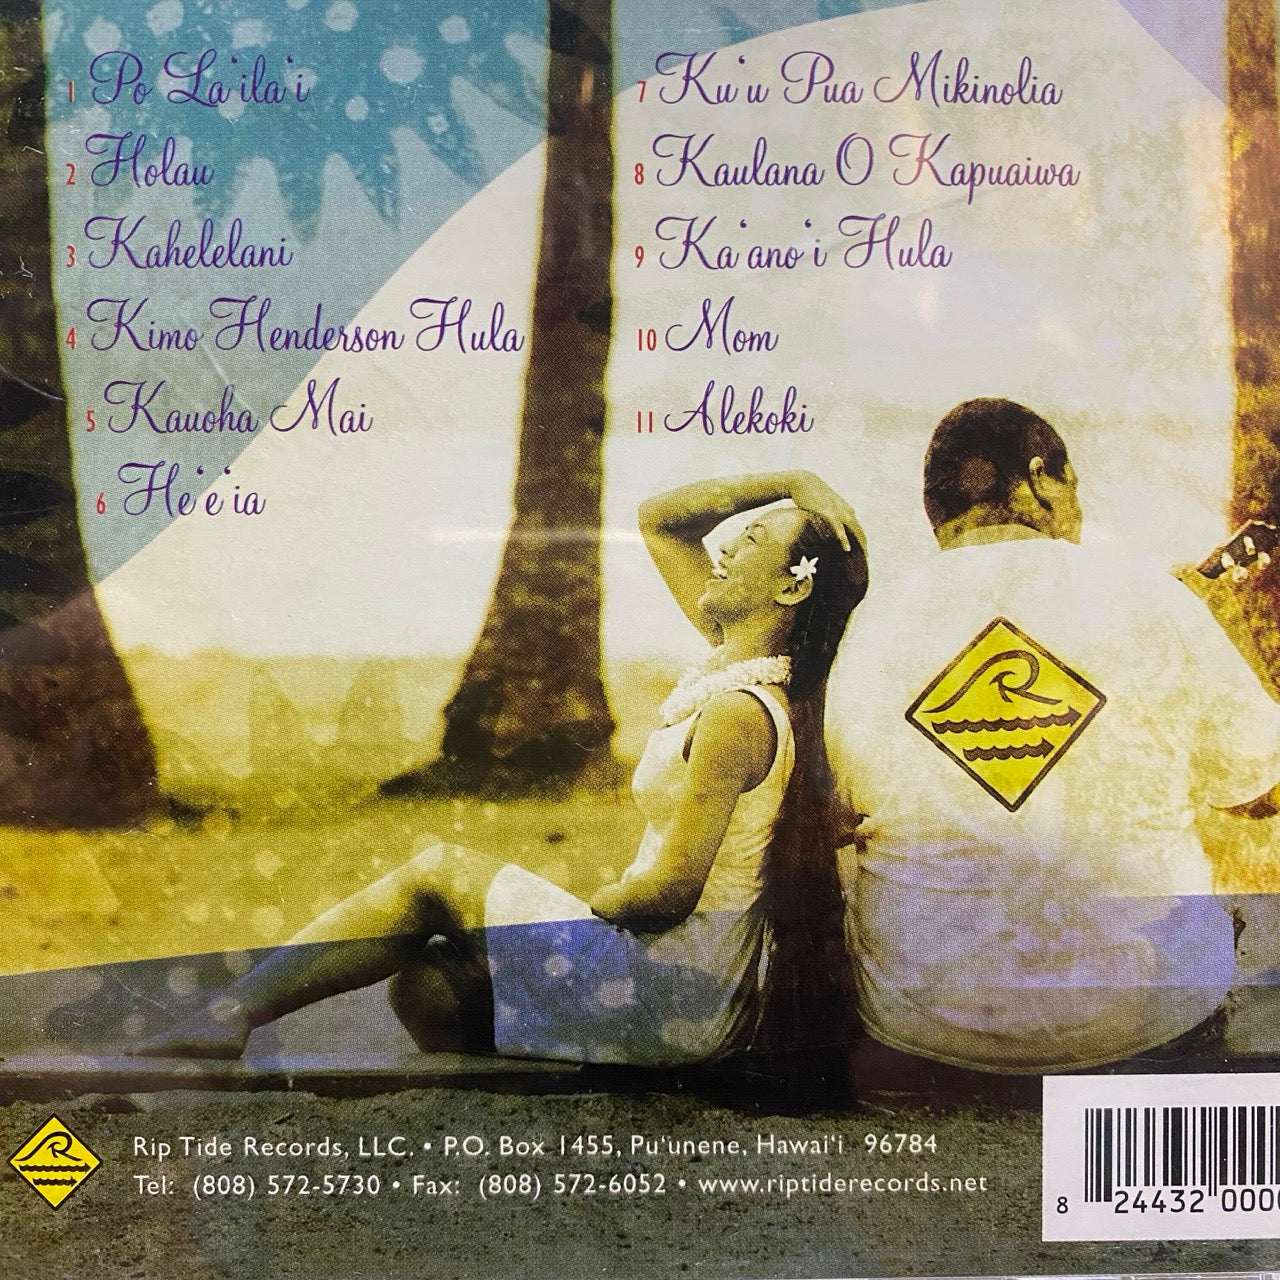 1 Po La'ila'i
2 Holau
3 Kahelelani
4 Kimo Henderson Hula
5 Kauoha Mai
6 He'e'ia
7 Ku'u Pua Mikinolia
8 Kaulana O Kapuaiwa
9 Ka'ano'i Hula
10 Mom
11 Alekoki
R
R
Rip Tide Records, LLC. • P.O. Box 1455, Pu'unene, Hawai'i 96784
Tel: (808) 572-5730 • Fax: (808) 572-6052 • www.riptiderecords.net
8 24432 000